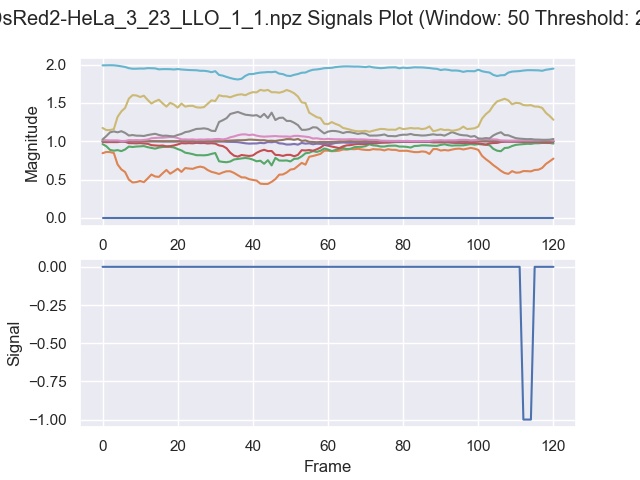 DsRed2-HeLa_3_23_LLO_1_1.npz Signals Plot (Window: 50 Threshold: 2
2.0
1.5
1.0
0.5
0.0
Magnitude
0 20 40 60 80 100 120
0.00
−0.25
−0.50
−0.75
−1.00
Signal
0 20 40 60 80 100 120
Frame